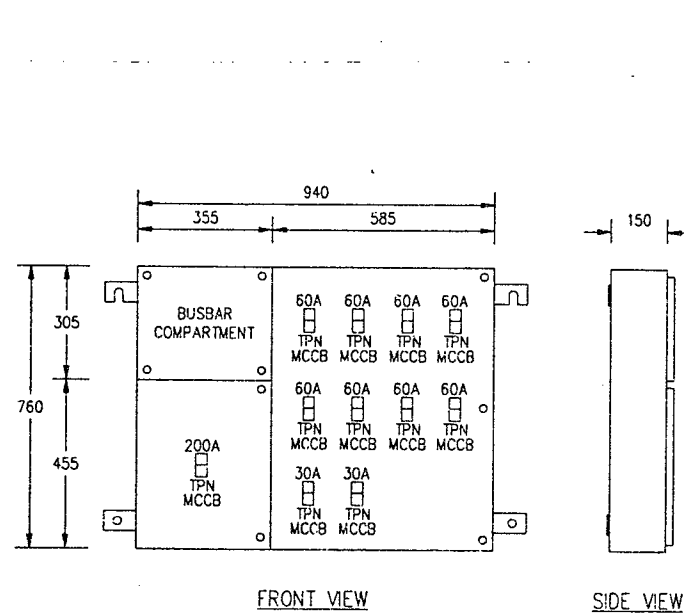 940
355 585
150
BUSBAR
COMPARTMENT
305
760
455
60A 60A 60A 60A
TPN TPN TPN TPN
MCCB MCCB MCCB MCCB
60A 60A 60A 60A
TPN TPN TPN TPN
MCCB MCCB MCCB MCCB
200A
TPN
MCCB
30A 30A
TPN TPN
MCCB MCCB
FRONT VIEW
SIDE VIEW